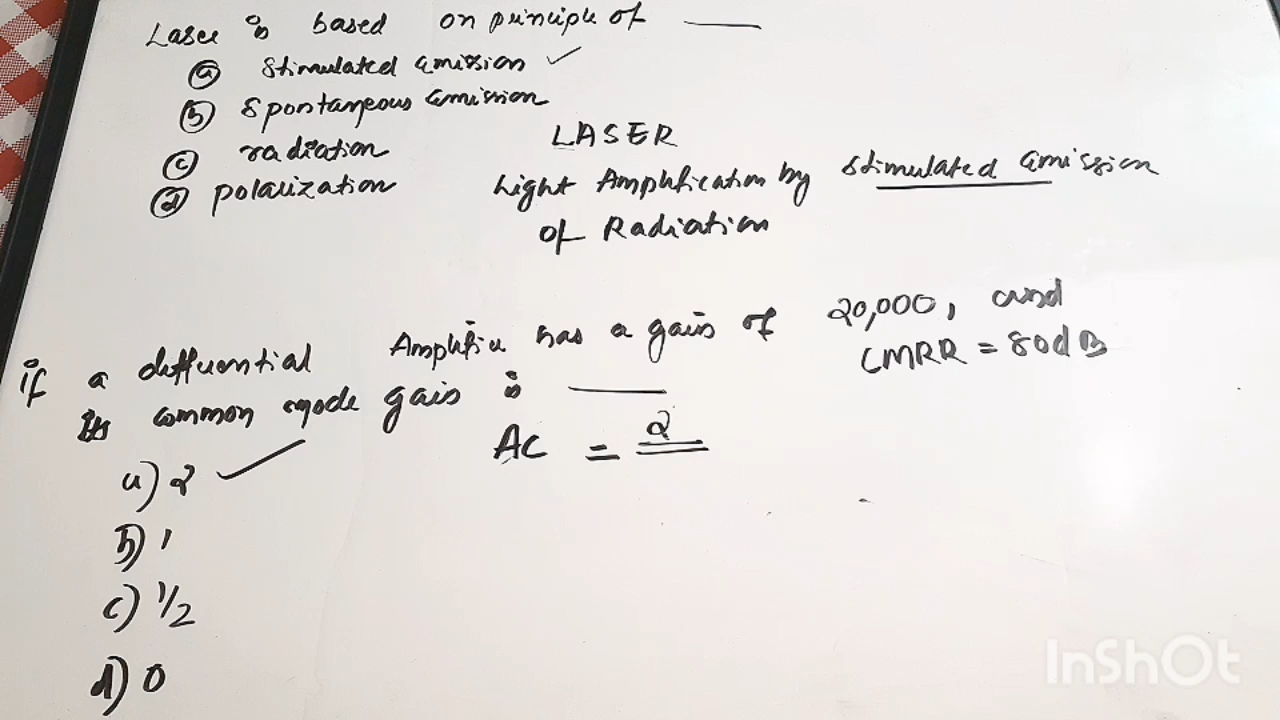 Laser is based on principle of ____
(a) stimulated emission ✓
(b) spontaneous emission
(c) radiation
(d) polarization
LASER
Light Amplification by stimulated emission
of Radiation
if a differential Amplifier has a gain of 20,000, and
CMRR = 80dB
its common mode gain is ____
AC = 2
a) 2 ✓
b) 1
c) 1/2
d) 0
InShOt